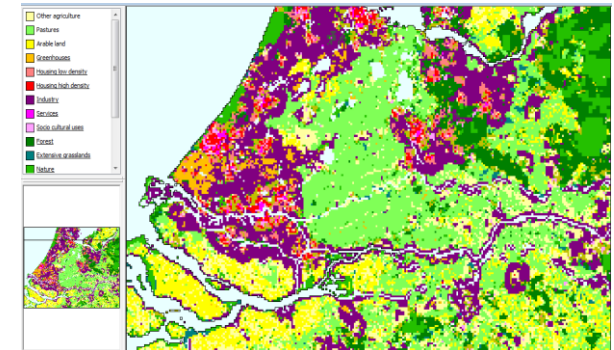 Other agriculture
Pastures
Arable land
Greenhouses
Housing low density
Housing high density
Industry
Services
Socio cultural uses
Forest
Extensive grasslands
Nature